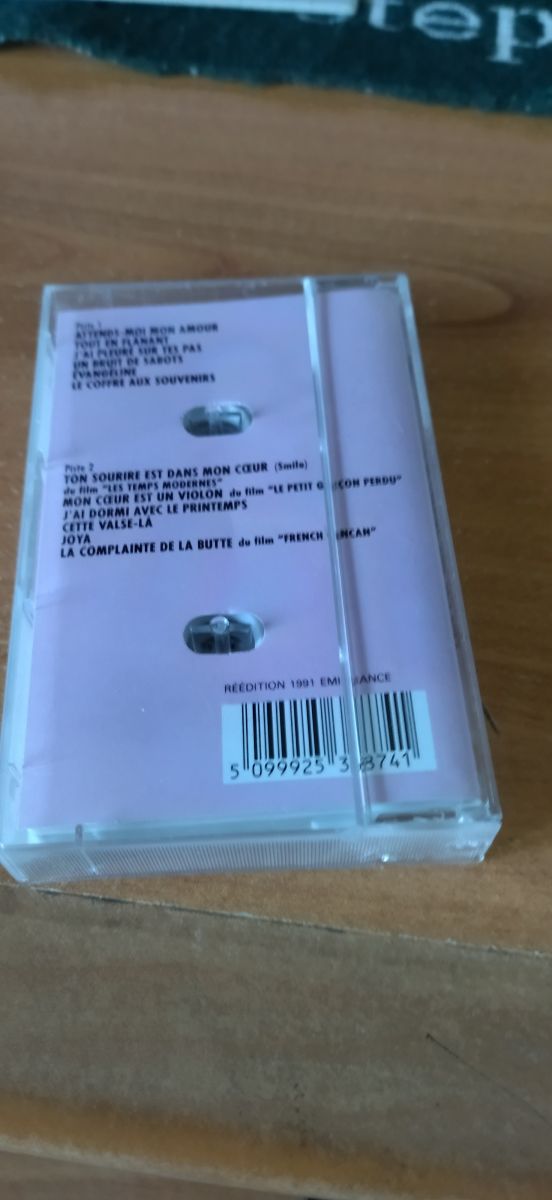 step
Piste 1
ATTENDS-MOI MON AMOUR
TOUT EN FLANANT
J'AI PLEURÉ SUR TES PAS
UN BRUIT DE SABOTS
ÉVANGÉLINE
LE COFFRE AUX SOUVENIRS
Piste 2
TON SOURIRE EST DANS MON CŒUR (Smile)
du film "LES TEMPS MODERNES"
MON CŒUR EST UN VIOLON du film "LE PETIT GARÇON PERDU"
J'AI DORMI AVEC LE PRINTEMPS
CETTE VALSE-LÀ
JOYA
LA COMPLAINTE DE LA BUTTE du film "FRENCH CANCAN"
RÉÉDITION 1991 EMI FRANCE
5 099925 3 8741